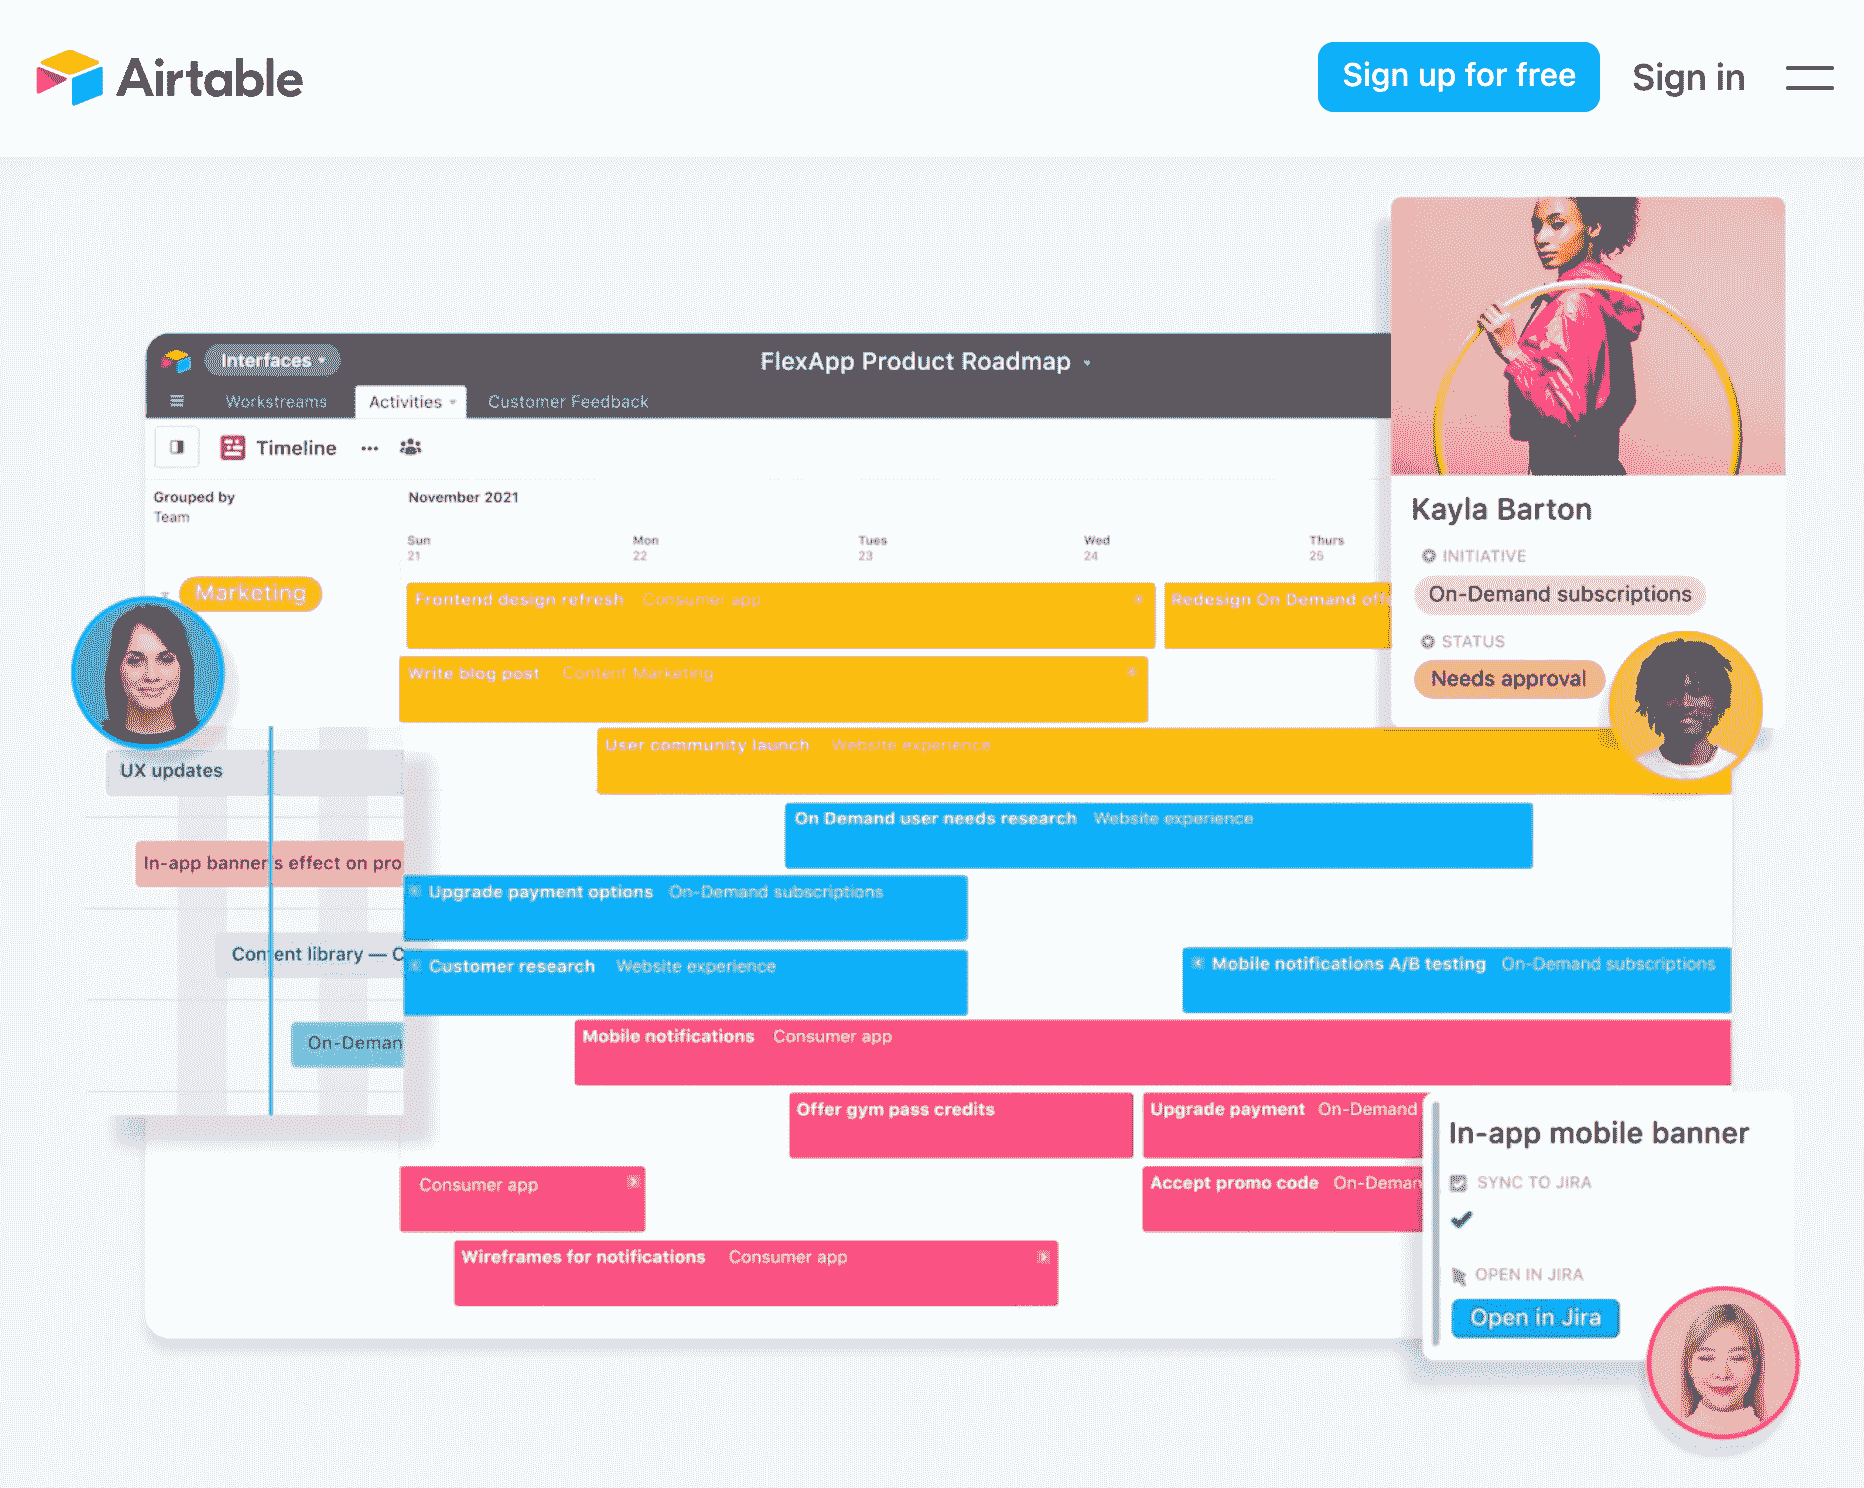 Airtable
Sign up for free
Sign in
Interfaces
FlexApp Product Roadmap
Workstreams
Activities
Customer Feedback
Timeline
Grouped by
Team
November 2021
Sun
21
Mon
22
Tues
23
Wed
24
Thurs
25
Marketing
Frontend design refresh Consumer app
Redesign On Demand off
Write blog post Content Marketing
User community launch Website experience
On Demand user needs research Website experience
Upgrade payment options On-Demand subscriptions
Customer research Website experience
Mobile notifications A/B testing On-Demand subscriptions
Mobile notifications Consumer app
Offer gym pass credits
Upgrade payment On-Demand
Consumer app
Accept promo code On-Deman
Wireframes for notifications Consumer app
UX updates
In-app banner's effect on pro
Content library — C
On-Deman
Kayla Barton
INITIATIVE
On-Demand subscriptions
STATUS
Needs approval
In-app mobile banner
SYNC TO JIRA
OPEN IN JIRA
Open in Jira